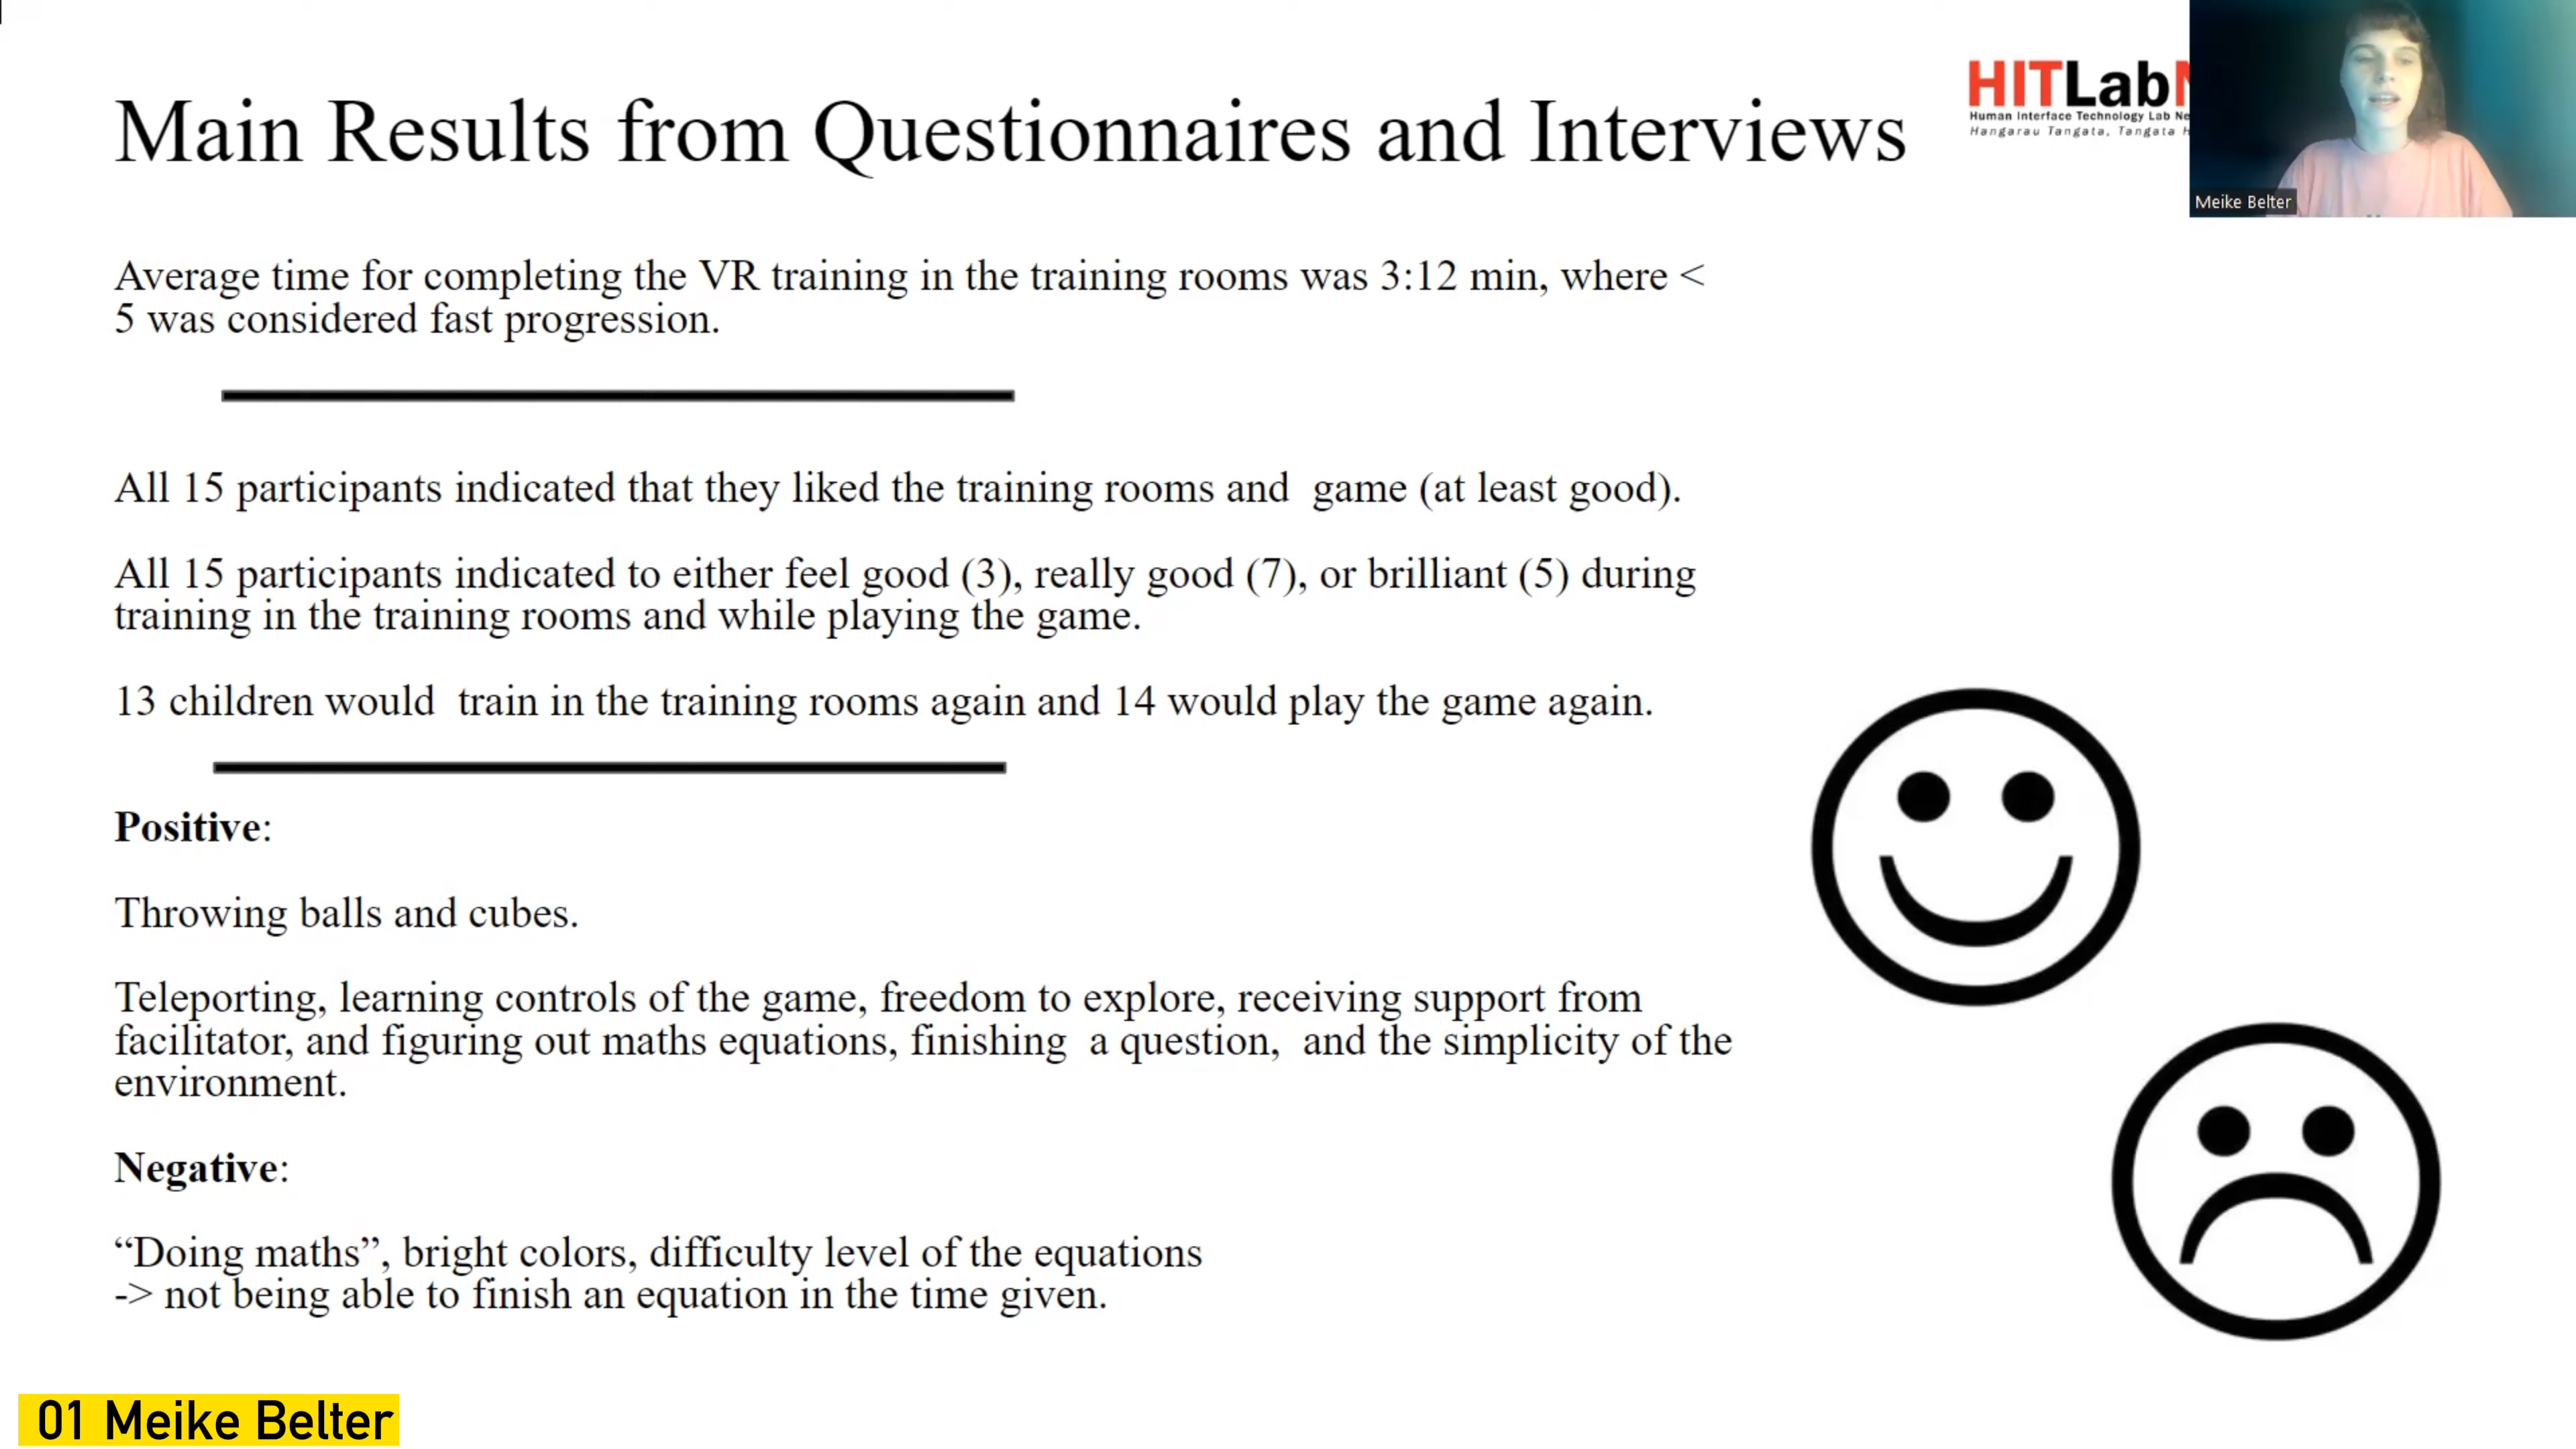 Main Results from Questionnaires and Interviews
HITLab
Human Interface Technology Lab
Hangarau Tangata, Tangata
Meike Belter
Average time for completing the VR training in the training rooms was 3:12 min, where <
5 was considered fast progression.
All 15 participants indicated that they liked the training rooms and game (at least good).
All 15 participants indicated to either feel good (3), really good (7), or brilliant (5) during
training in the training rooms and while playing the game.
13 children would train in the training rooms again and 14 would play the game again.
Positive:
Throwing balls and cubes.
Teleporting, learning controls of the game, freedom to explore, receiving support from
facilitator, and figuring out maths equations, finishing a question, and the simplicity of the
environment.
Negative:
“Doing maths”, bright colors, difficulty level of the equations
-> not being able to finish an equation in the time given.
01 Meike Belter